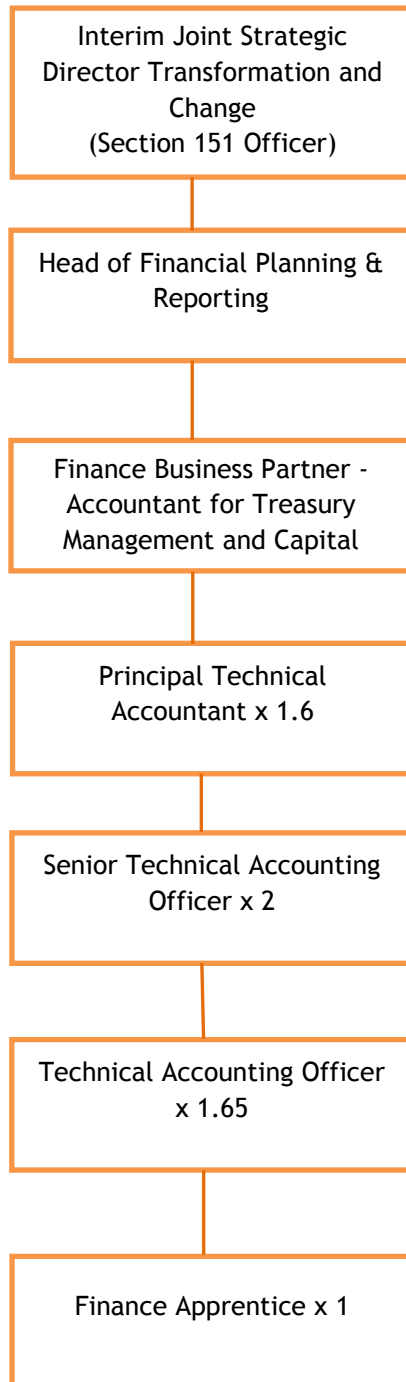 Interim Joint Strategic
Director Transformation and
Change
(Section 151 Officer)
Head of Financial Planning &
Reporting
Finance Business Partner -
Accountant for Treasury
Management and Capital
Principal Technical
Accountant x 1.6
Senior Technical Accounting
Officer x 2
Technical Accounting Officer
x 1.65
Finance Apprentice x 1